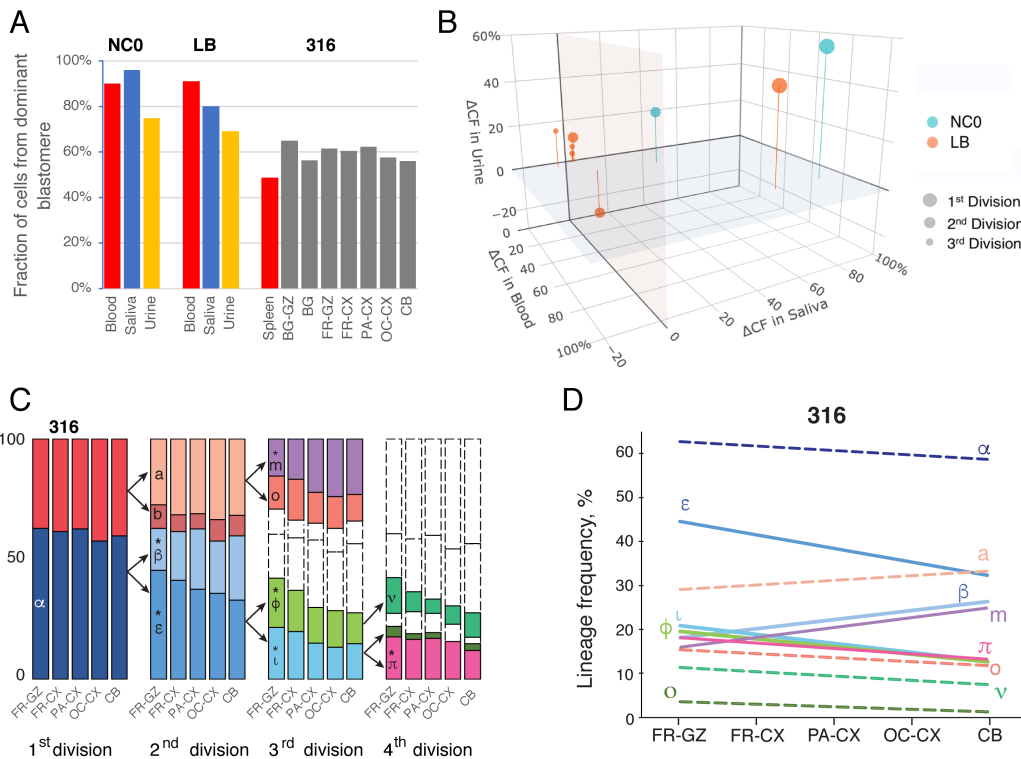 A
NC0 LB 316
Fraction of cells from dominant
blastomere
100%
80%
60%
40%
20%
0%
Blood
Saliva
Urine
Blood
Saliva
Urine
Spleen
BG-GZ
BG
FR-GZ
FR-CX
PA-CX
OC-CX
CB
B
60%
40
20
0
−20
ΔCF in Urine
0
20
40
60
80
100%
ΔCF in Blood
−20
0
20
40
60
80
100%
ΔCF in Saliva
NC0
LB
1st Division
2nd Division
3rd Division
C
316
100
50
0
α
a
b
*
β
*
ε
*
m
o
*
ϕ
*
ι
ν
*
π
FR-GZ
FR-CX
PA-CX
OC-CX
CB
FR-GZ
FR-CX
PA-CX
OC-CX
CB
FR-GZ
FR-CX
PA-CX
OC-CX
CB
FR-GZ
FR-CX
PA-CX
OC-CX
CB
1st division
2nd division
3rd division
4th division
D
316
Lineage frequency, %
60
50
40
30
20
10
0
α
ε
a
β
m
ι
ϕ
π
o
ν
o
FR-GZ FR-CX PA-CX OC-CX CB